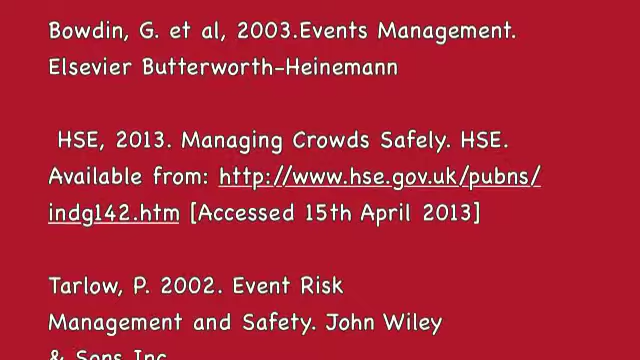 Bowdin, G. et al, 2003.Events Management.
Elsevier Butterworth-Heinemann
HSE, 2013. Managing Crowds Safely. HSE.
Available from: http://www.hse.gov.uk/pubns/
indg142.htm [Accessed 15th April 2013]
Tarlow, P. 2002. Event Risk
Management and Safety. John Wiley
& Sons Inc